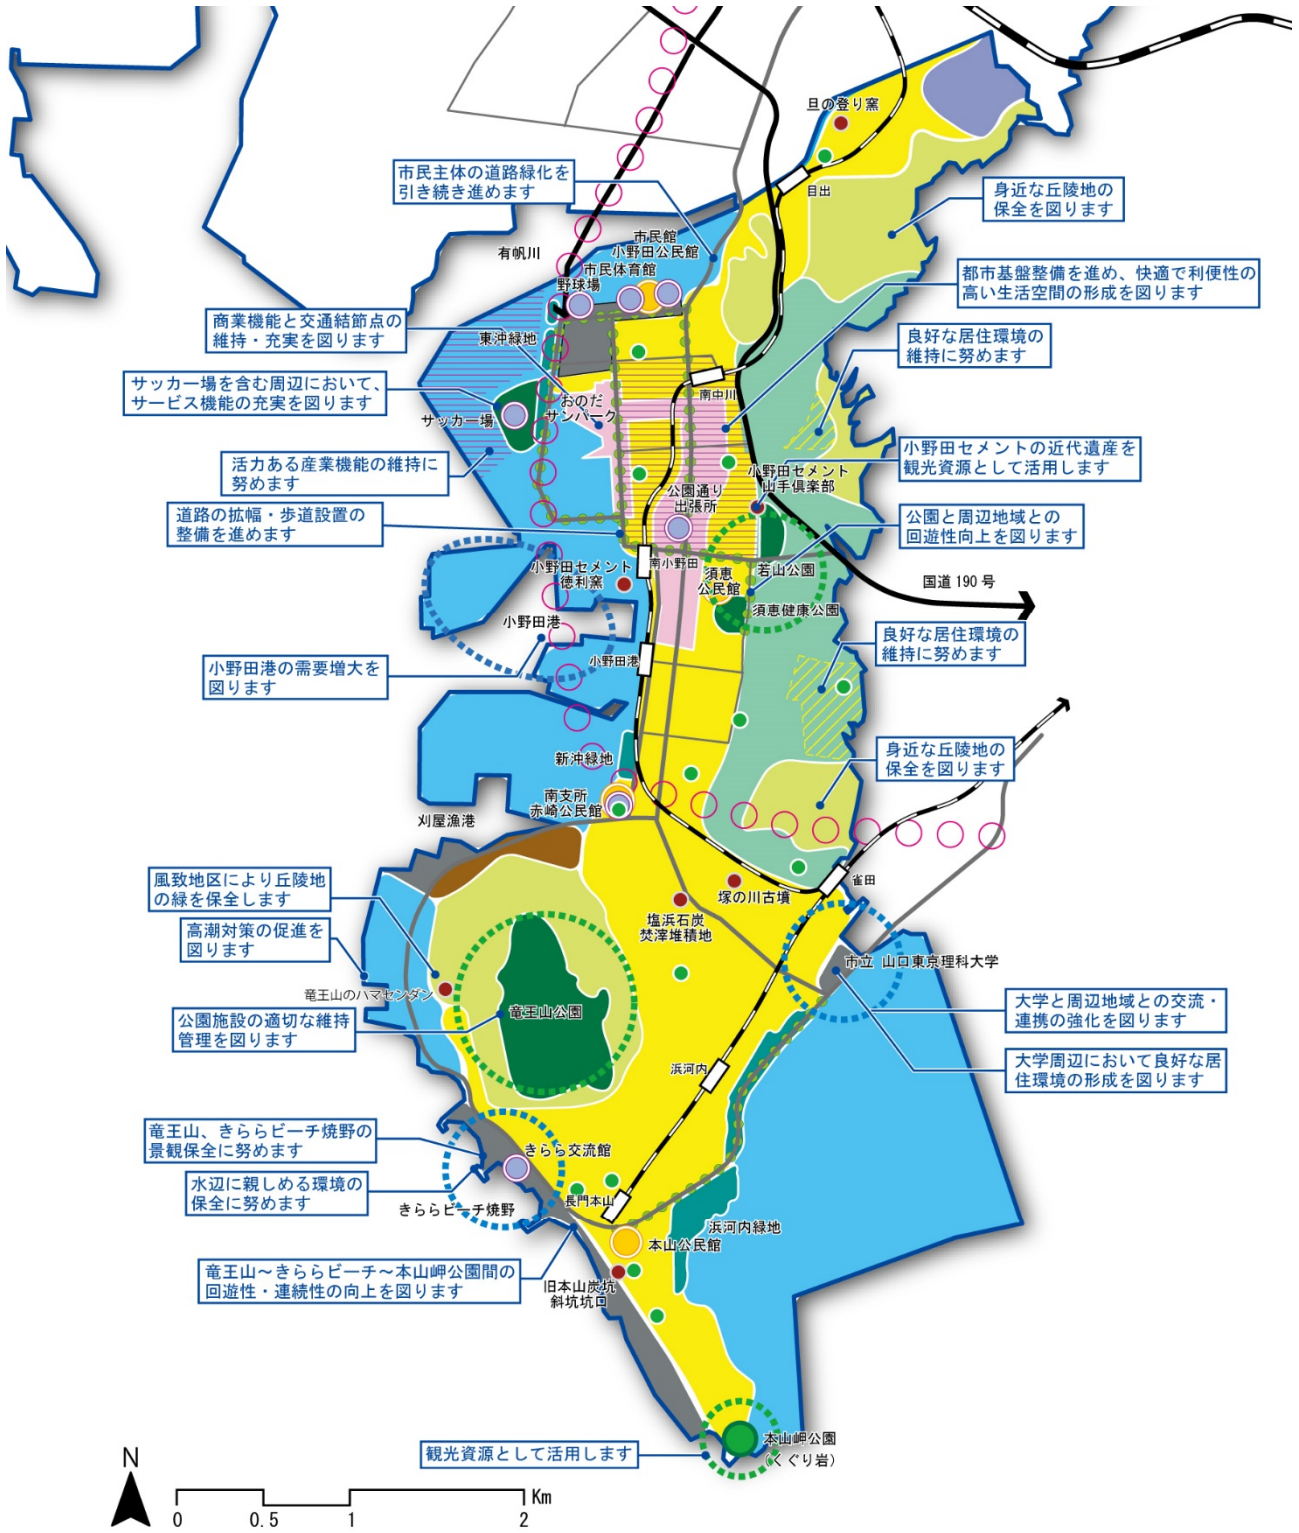 旦の登り窯
目出
市民主体の道路緑化を
引き続き進めます
身近な丘陵地の
保全を図ります
有帆川
市民館
小野田公民館
市民体育館
野球場
都市基盤整備を進め、快適で利便性の
高い生活空間の形成を図ります
商業機能と交通結節点の
維持・充実を図ります
東沖緑地
良好な居住環境の
維持に努めます
サッカー場を含む周辺において、
サービス機能の充実を図ります
南中川
おのだ
サンパーク
サッカー場
小野田セメントの近代遺産を
観光資源として活用します
活力ある産業機能の維持に
努めます
小野田セメント
山手倶楽部
公園通り
出張所
道路の拡幅・歩道設置の
整備を進めます
公園と周辺地域との
回遊性向上を図ります
小野田セメント
徳利窯
南小野田
須恵
公民館
若山公園
国道 190 号
須恵健康公園
小野田港
良好な居住環境の
維持に努めます
小野田港の需要増大を
図ります
小野田港
身近な丘陵地の
保全を図ります
新沖緑地
南支所
赤崎公民館
刈屋漁港
風致地区により丘陵地
の緑を保全します
雀田
塚の川古墳
高潮対策の促進を
図ります
塩浜石炭
焚滓堆積地
市立 山口東京理科大学
竜王山のハマセンダン
大学と周辺地域との交流・
連携の強化を図ります
公園施設の適切な維持
管理を図ります
竜王山公園
浜河内
大学周辺において良好な居
住環境の形成を図ります
竜王山、きららビーチ焼野の
景観保全に努めます
きらら交流館
水辺に親しめる環境の
保全に努めます
きららビーチ焼野
長門本山
浜河内緑地
本山公民館
竜王山～きららビーチ～本山岬公園間の
回遊性・連続性の向上を図ります
旧本山炭坑
斜坑坑口
観光資源として活用します
本山岬公園
（くぐり岩）
N
Km
0 0.5 1 2